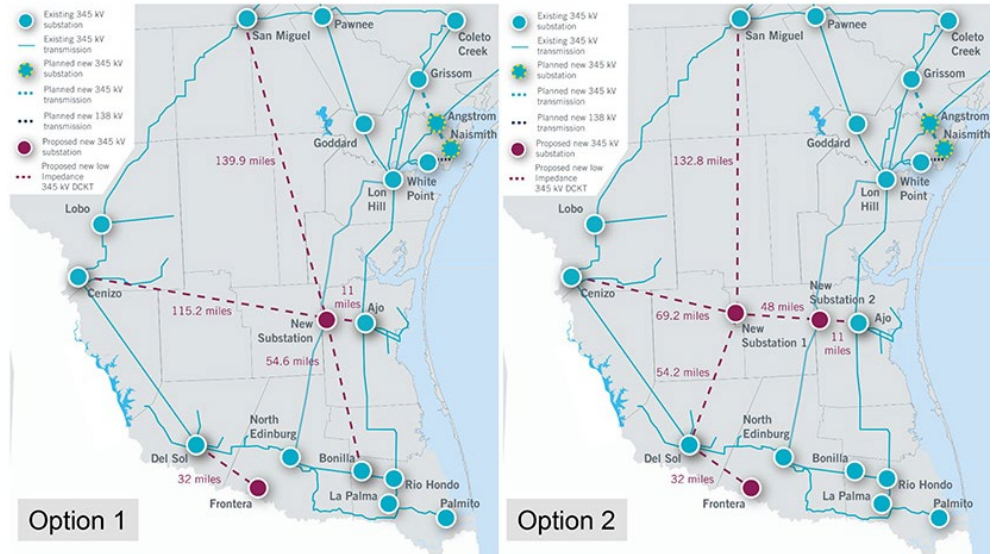 Existing 345 kV
substation
Existing 345 kV
transmission
Planned new 345 kV
substation
Planned new 345 kV
transmission
Planned new 138 kV
transmission
Proposed new 345 kV
substation
Proposed new low
Impedance
345 kV DCKT
San Miguel
Pawnee
Coleto
Creek
Grissom
Angstrom
Naismith
Goddard
White
Point
Lon
Hill
139.9 miles
Lobo
Cenizo
115.2 miles
11
miles
New
Substation
Ajo
54.6 miles
North
Edinburg
Del Sol
Bonilla
32 miles
Frontera
La Palma
Rio Hondo
Palmito
Option 1
Existing 345 kV
substation
Existing 345 kV
transmission
Planned new 345 kV
substation
Planned new 345 kV
transmission
Planned new 138 kV
transmission
Proposed new 345 kV
substation
Proposed new low
Impedance
345 kV DCKT
San Miguel
Pawnee
Coleto
Creek
Grissom
Angstrom
Naismith
Goddard
White
Point
Lon
Hill
132.8 miles
Lobo
Cenizo
69.2 miles
New
Substation 1
48 miles
New
Substation 2
Ajo
11
miles
54.2 miles
North
Edinburg
Del Sol
Bonilla
32 miles
Frontera
La Palma
Rio Hondo
Palmito
Option 2